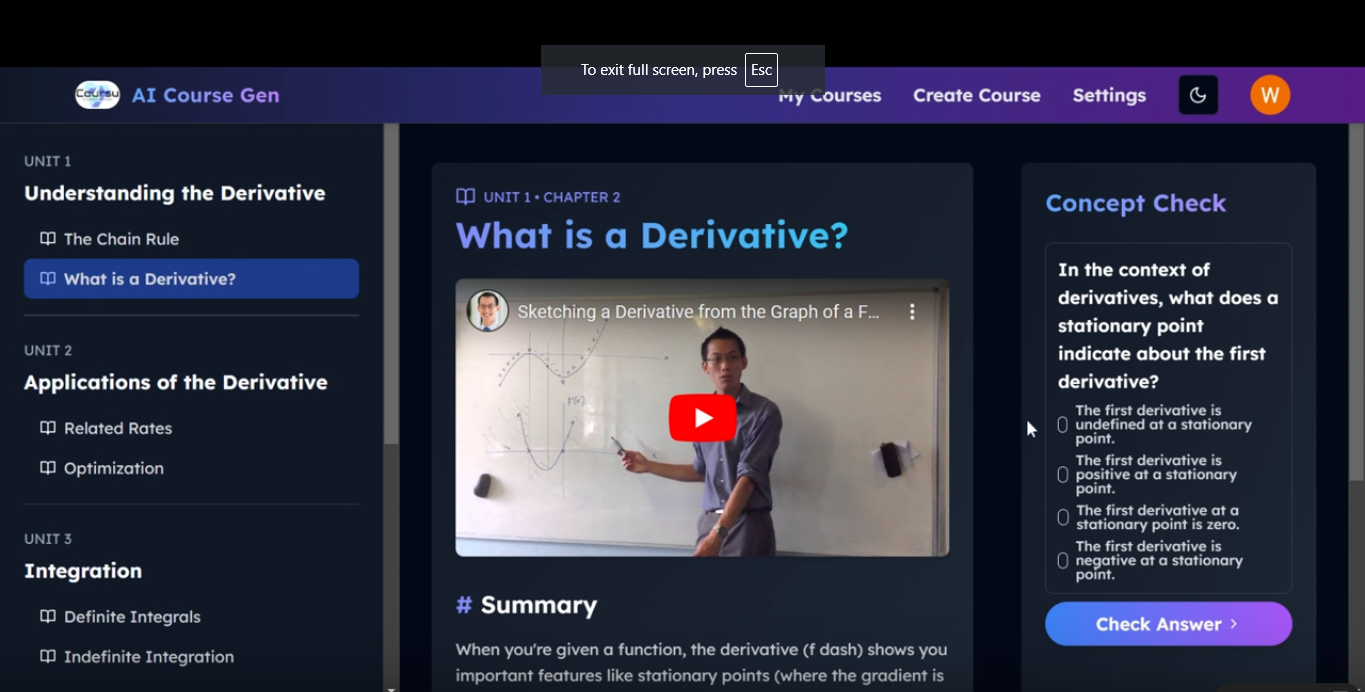 To exit full screen, press Esc
Coursu
AI Course Gen
My Courses
Create Course
Settings
W
UNIT 1
Understanding the Derivative
The Chain Rule
What is a Derivative?
UNIT 2
Applications of the Derivative
Related Rates
Optimization
UNIT 3
Integration
Definite Integrals
Indefinite Integration
UNIT 1 • CHAPTER 2
What is a Derivative?
Sketching a Derivative from the Graph of a F...
# Summary
When you're given a function, the derivative (f dash) shows you
important features like stationary points (where the gradient is
Concept Check
In the context of
derivatives, what does a
stationary point
indicate about the first
derivative?
The first derivative is
undefined at a stationary
point.
The first derivative is
positive at a stationary
point.
The first derivative at a
stationary point is zero.
The first derivative is
negative at a stationary
point.
Check Answer >